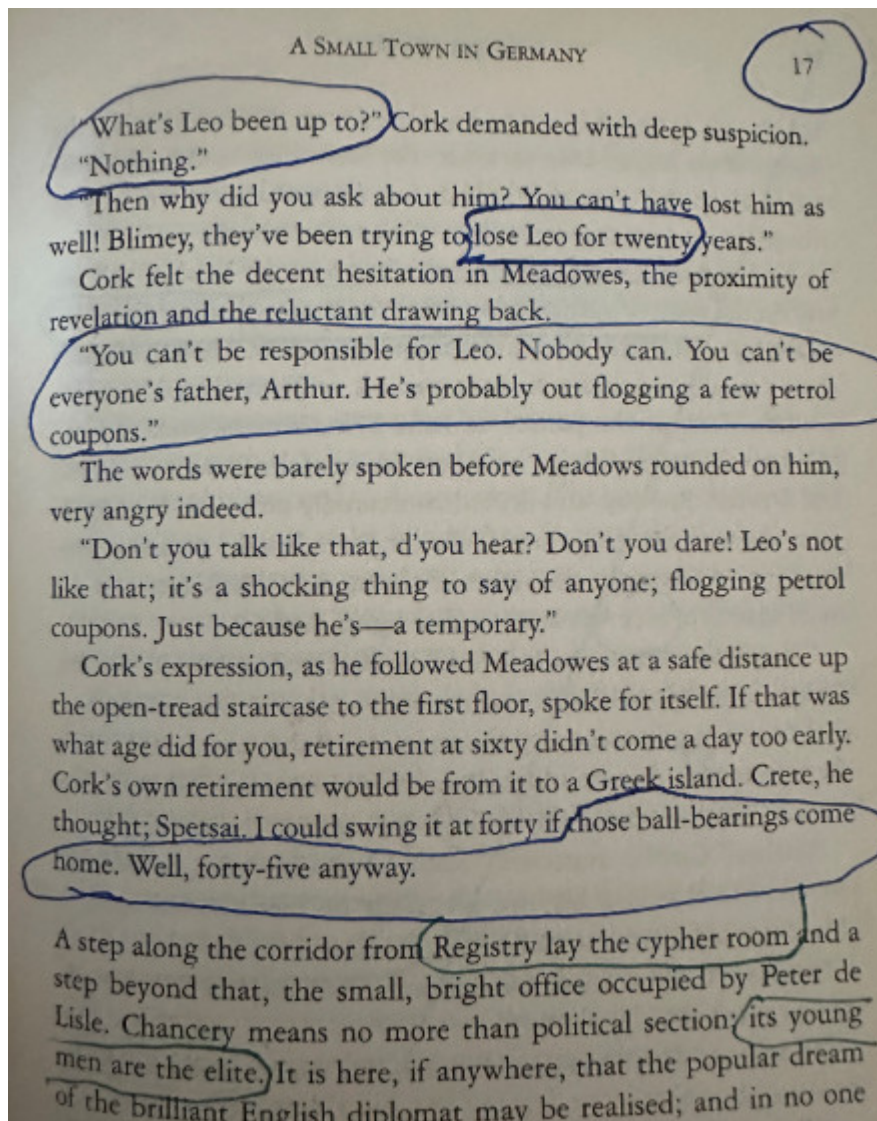 A SMALL TOWN IN GERMANY
17
"What's Leo been up to?" Cork demanded with deep suspicion.
"Nothing."
"Then why did you ask about him? You can't have lost him as
well! Blimey, they've been trying to lose Leo for twenty years."
Cork felt the decent hesitation in Meadowes, the proximity of
revelation and the reluctant drawing back.
"You can't be responsible for Leo. Nobody can. You can't be
everyone's father, Arthur. He's probably out flogging a few petrol
coupons."
The words were barely spoken before Meadows rounded on him,
very angry indeed.
"Don't you talk like that, d'you hear? Don't you dare! Leo's not
like that; it's a shocking thing to say of anyone; flogging petrol
coupons. Just because he's—a temporary."
Cork's expression, as he followed Meadowes at a safe distance up
the open-tread staircase to the first floor, spoke for itself. If that was
what age did for you, retirement at sixty didn't come a day too early.
Cork's own retirement would be from it to a Greek island. Crete, he
thought; Spetsai. I could swing it at forty if those ball-bearings come
home. Well, forty-five anyway.
A step along the corridor from Registry lay the cypher room and a
step beyond that, the small, bright office occupied by Peter de
Lisle. Chancery means no more than political section; its young
men are the elite. It is here, if anywhere, that the popular dream
of the brilliant English diplomat may be realised; and in no one